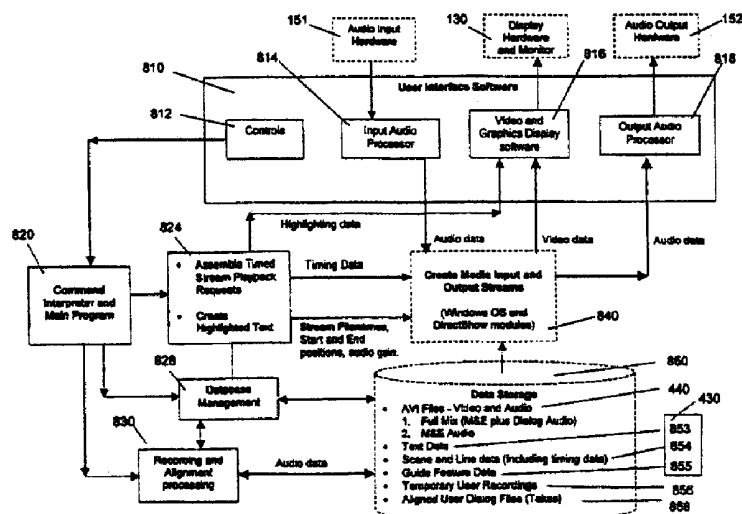 151
Audio Input
Hardware
130
Display
Hardware
and Monitor
Audio Output
Hardware
152
810
814
User Interface Software
816
818
812
Controls
Input Audio
Processor
Video and
Graphics Display
software
Output Audio
Processor
820
824
Highlighting data
Audio data
Video data
Audio data
Command
Interpreter and
Main Program
• Assemble Timed
Stream Playback
Requests
• Create
Highlighted Text
Timing Data
Stream Filenames,
Start and End
positions, audio gain.
Create Media Input and
Output Streams
(Windows OS and
DirectShow modules)
840
828
Database
Management
830
Recording and
Alignment
processing
Audio data
850
Data Storage
440
• AVI Files - Video and Audio
1. Full Mix (M&E plus Dialog Audio)
2. M&E Audio
• Text Data
• Scene and Line data (including timing data)
• Guide Feature Data
• Temporary User Recordings
• Aligned User Dialog Files (Takes)
430
853
854
855
856
858